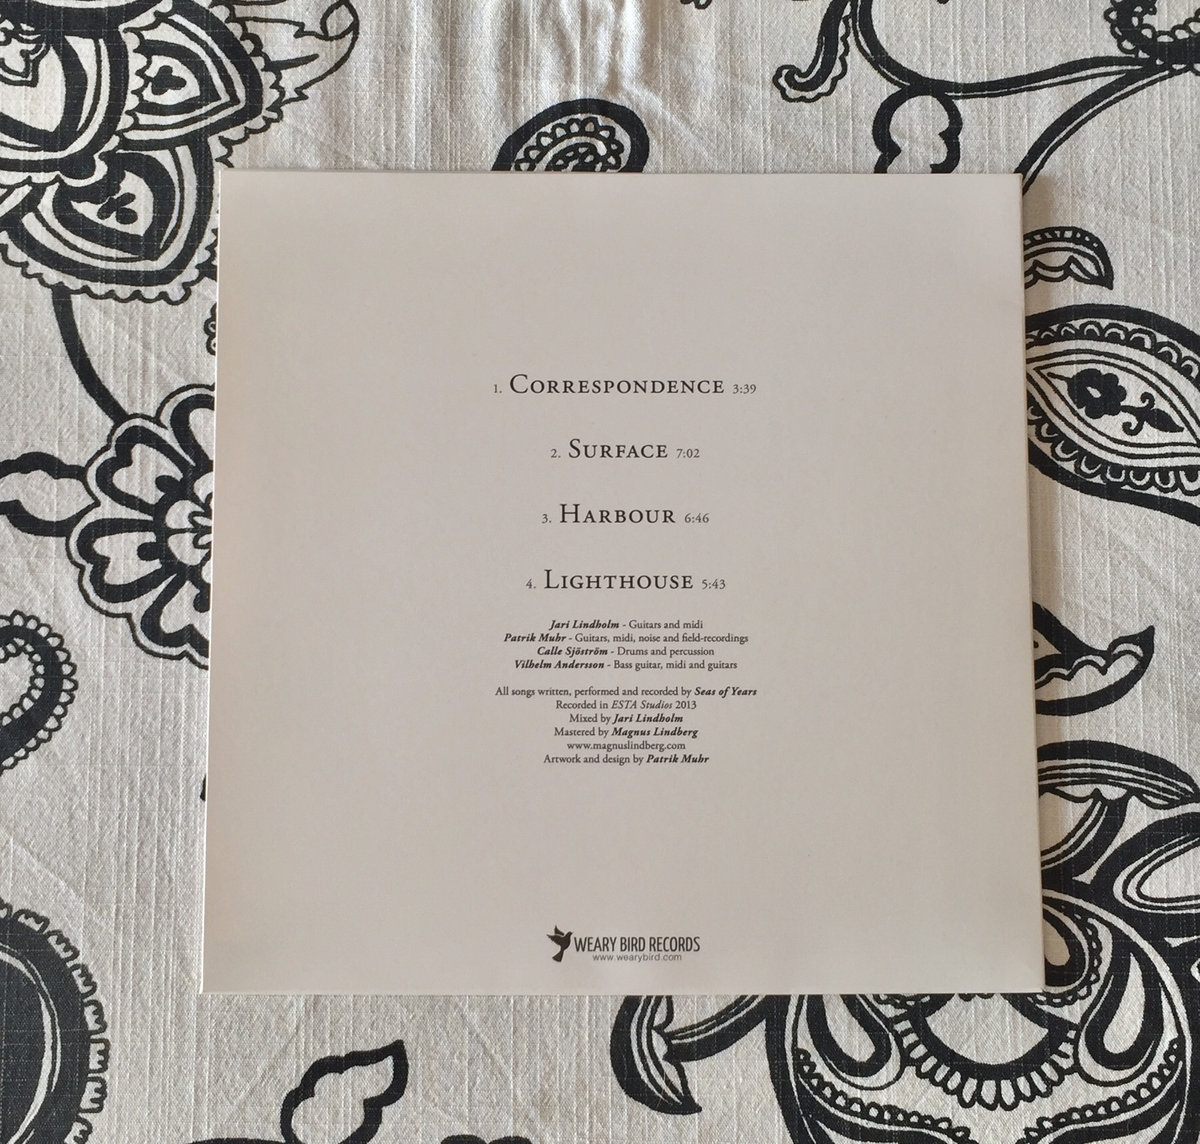 1. Correspondence 3:39
2. Surface 7:02
3. Harbour 6:46
4. Lighthouse 5:43
Jari Lindholm - Guitars and midi
Patrik Muhr - Guitars, midi, noise and field-recordings
Calle Sjöström - Drums and percussion
Vilhelm Andersson - Bass guitar, midi and guitars
All songs written, performed and recorded by Seas of Years
Recorded in ESTA Studios 2013
Mixed by Jari Lindholm
Mastered by Magnus Lindberg
www.magnuslindberg.com
Artwork and design by Patrik Muhr
WEARY BIRD RECORDS
www.wearybird.com